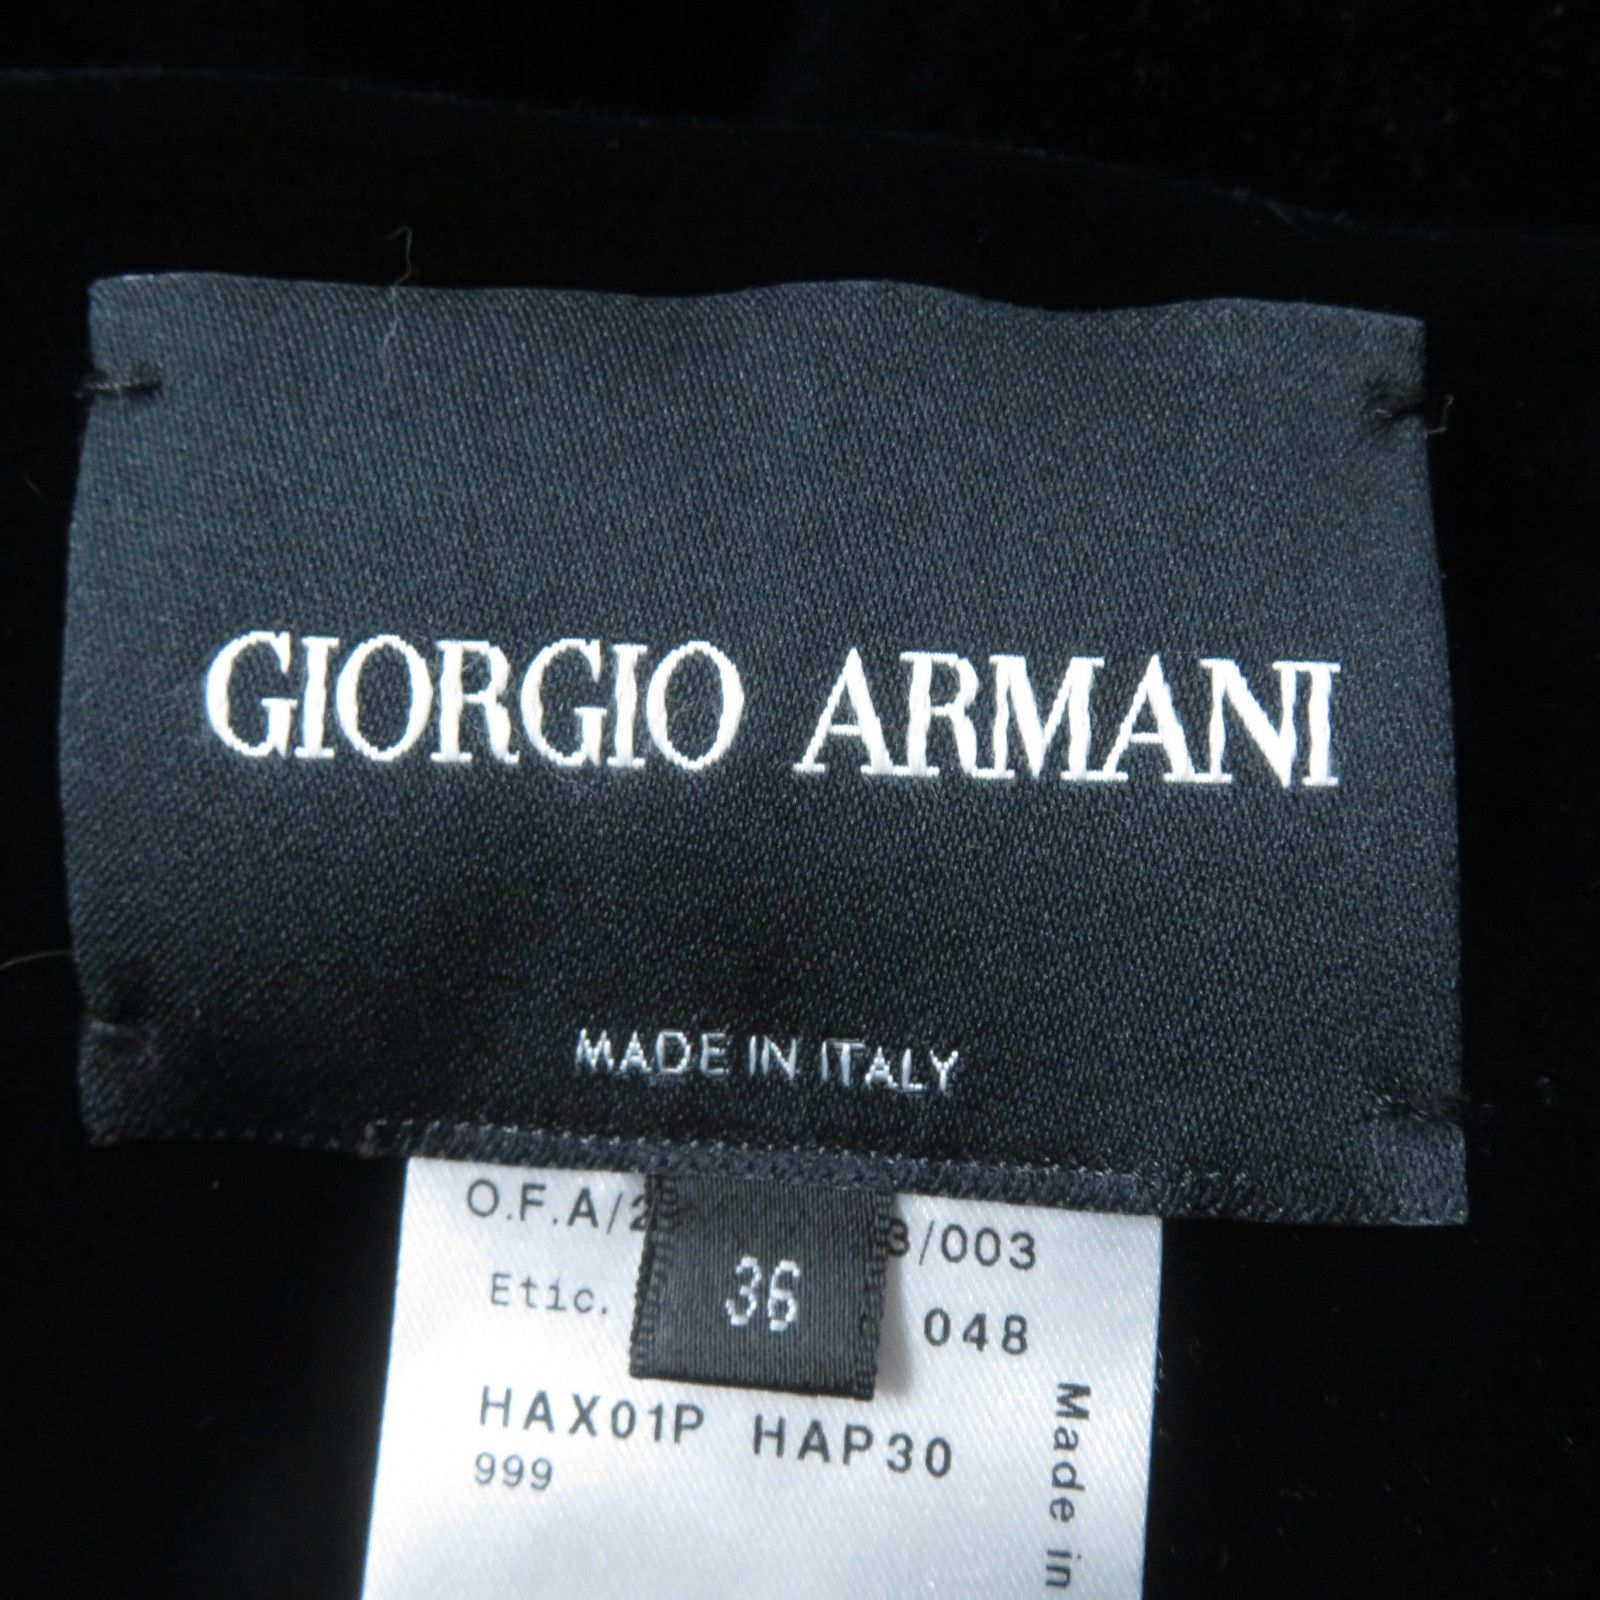 GIORGIO ARMANI
MADE IN ITALY
36
O.F.A/2 3/003
Etic. 048
HAX01P HAP30
999
Made in